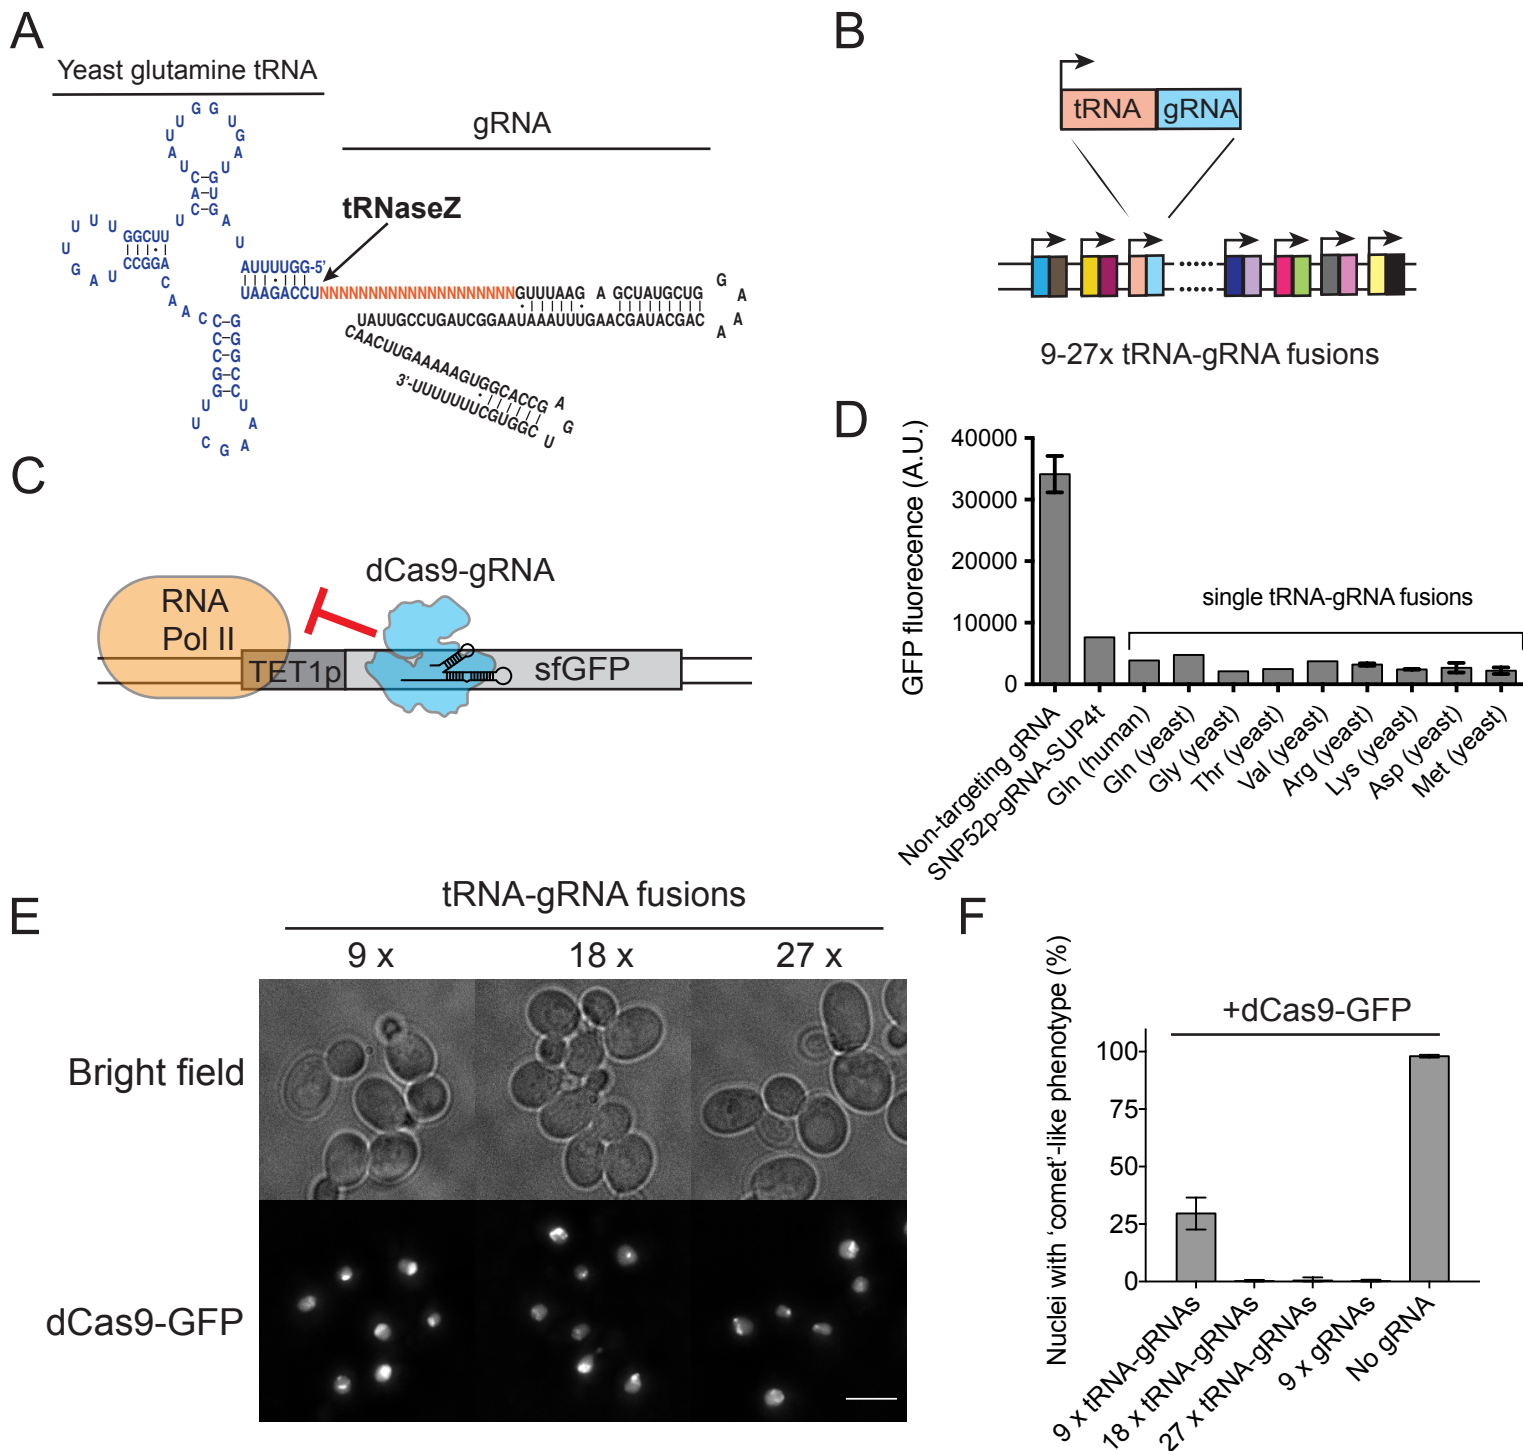 A
Yeast glutamine tRNA
gRNA
tRNaseZ
AUUUUGG-5'
UAAGACCUNNNNNNNNNNNNNNNNNNNNGUUUAAG A GCUAUGCUG
UAUUGCCUGAUCGGAAUAAAUUUGAACGAUACGAC
CAACUUGAAAAAGUGGCACCG
3'-UUUUUUUCGUGGC
GGCUU
CCGGA
B
tRNA gRNA
9-27x tRNA-gRNA fusions
C
RNA
Pol II
dCas9-gRNA
TET1p
sfGFP
D
GFP fluorecence (A.U.)
40000
30000
20000
10000
0
single tRNA-gRNA fusions
Non-targeting gRNA
SNP52p-gRNA-SUP4t
Gln (human)
Gln (yeast)
Gly (yeast)
Thr (yeast)
Val (yeast)
Arg (yeast)
Lys (yeast)
Asp (yeast)
Met (yeast)
E
tRNA-gRNA fusions
9 x 18 x 27 x
Bright field
dCas9-GFP
F
Nuclei with 'comet'-like phenotype (%)
+dCas9-GFP
100
75
50
25
0
9 x tRNA-gRNAs
18 x tRNA-gRNAs
27 x tRNA-gRNAs
9 x gRNAs
No gRNA